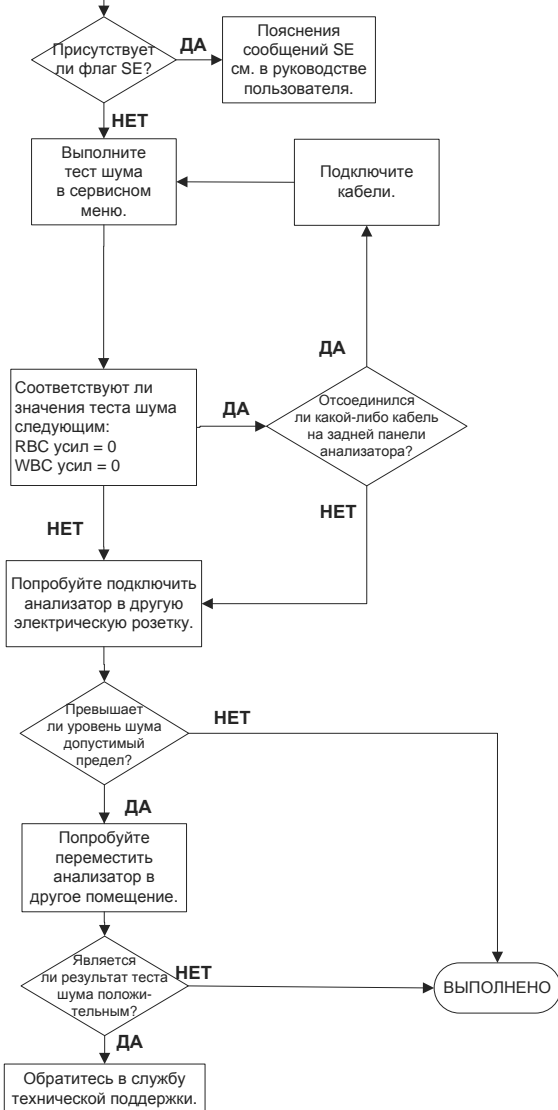 Присутствует
ли флаг SE?
ДА
Пояснения
сообщений SE
см. в руководстве
пользователя.
НЕТ
Выполните
тест шума
в сервисном
меню.
Подключите
кабели.
ДА
Соответствуют ли
значения теста шума
следующим:
RBC усил = 0
WBC усил = 0
ДА
Отсоединился
ли какой-либо кабель
на задней панели
анализатора?
НЕТ
НЕТ
Попробуйте подключить
анализатор в другую
электрическую розетку.
Превышает
ли уровень шума
допустимый
предел?
НЕТ
ДА
Попробуйте
переместить
анализатор в
другое помещение.
Является
ли результат теста
шума положи-
тельным?
НЕТ
ВЫПОЛНЕНО
ДА
Обратитесь в службу
технической поддержки.